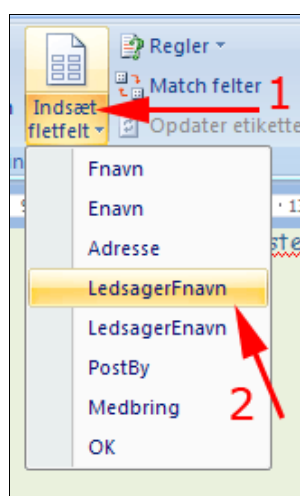 Regler
Match felter
Indsæt
fletfelt
Opdater etikette
1
Fnavn
Enavn
Adresse
LedsagerFnavn
LedsagerEnavn
PostBy
Medbring
OK
2